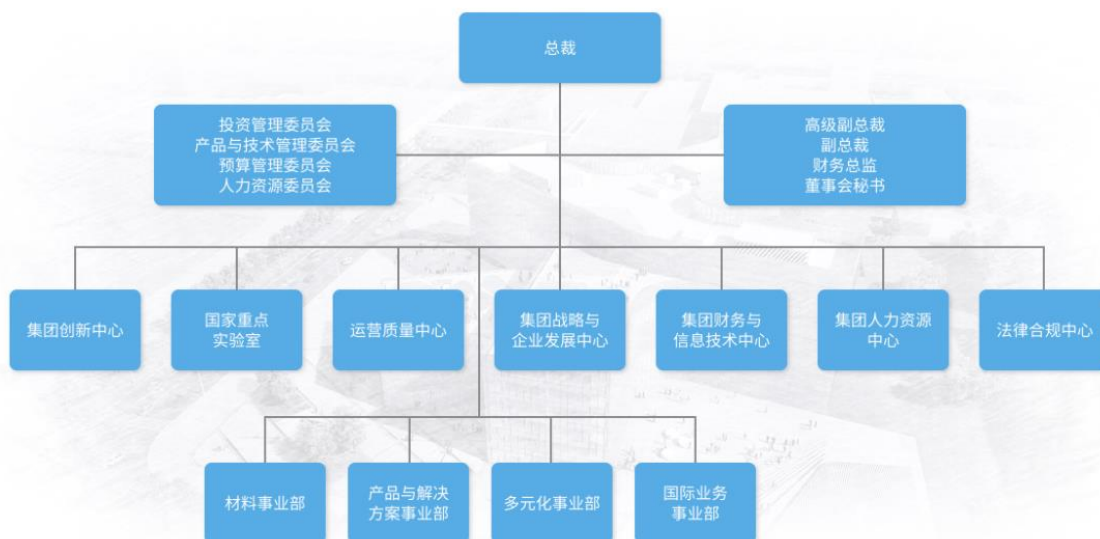 总裁
投资管理委员会
产品与技术管理委员会
预算管理委员会
人力资源委员会
高级副总裁
副总裁
财务总监
董事会秘书
集团创新中心
国家重点
实验室
运营质量中心
集团战略与
企业发展中心
集团财务与
信息技术中心
集团人力资源
中心
法律合规中心
材料事业部
产品与解决
方案事业部
多元化事业部
国际业务
事业部